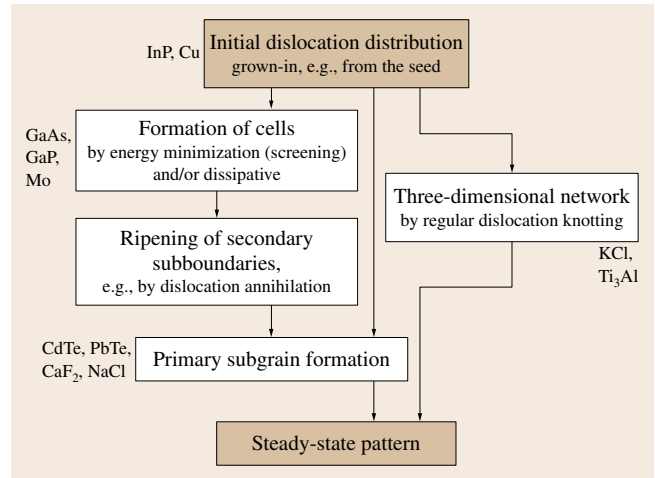 Initial dislocation distribution
grown-in, e.g., from the seed
InP, Cu
Formation of cells
by energy minimization (screening)
and/or dissipative
GaAs,
GaP,
Mo
Three-dimensional network
by regular dislocation knotting
KCl,
Ti₃Al
Ripening of secondary
subboundaries,
e.g., by dislocation annihilation
CdTe, PbTe,
CaF₂, NaCl
Primary subgrain formation
Steady-state pattern